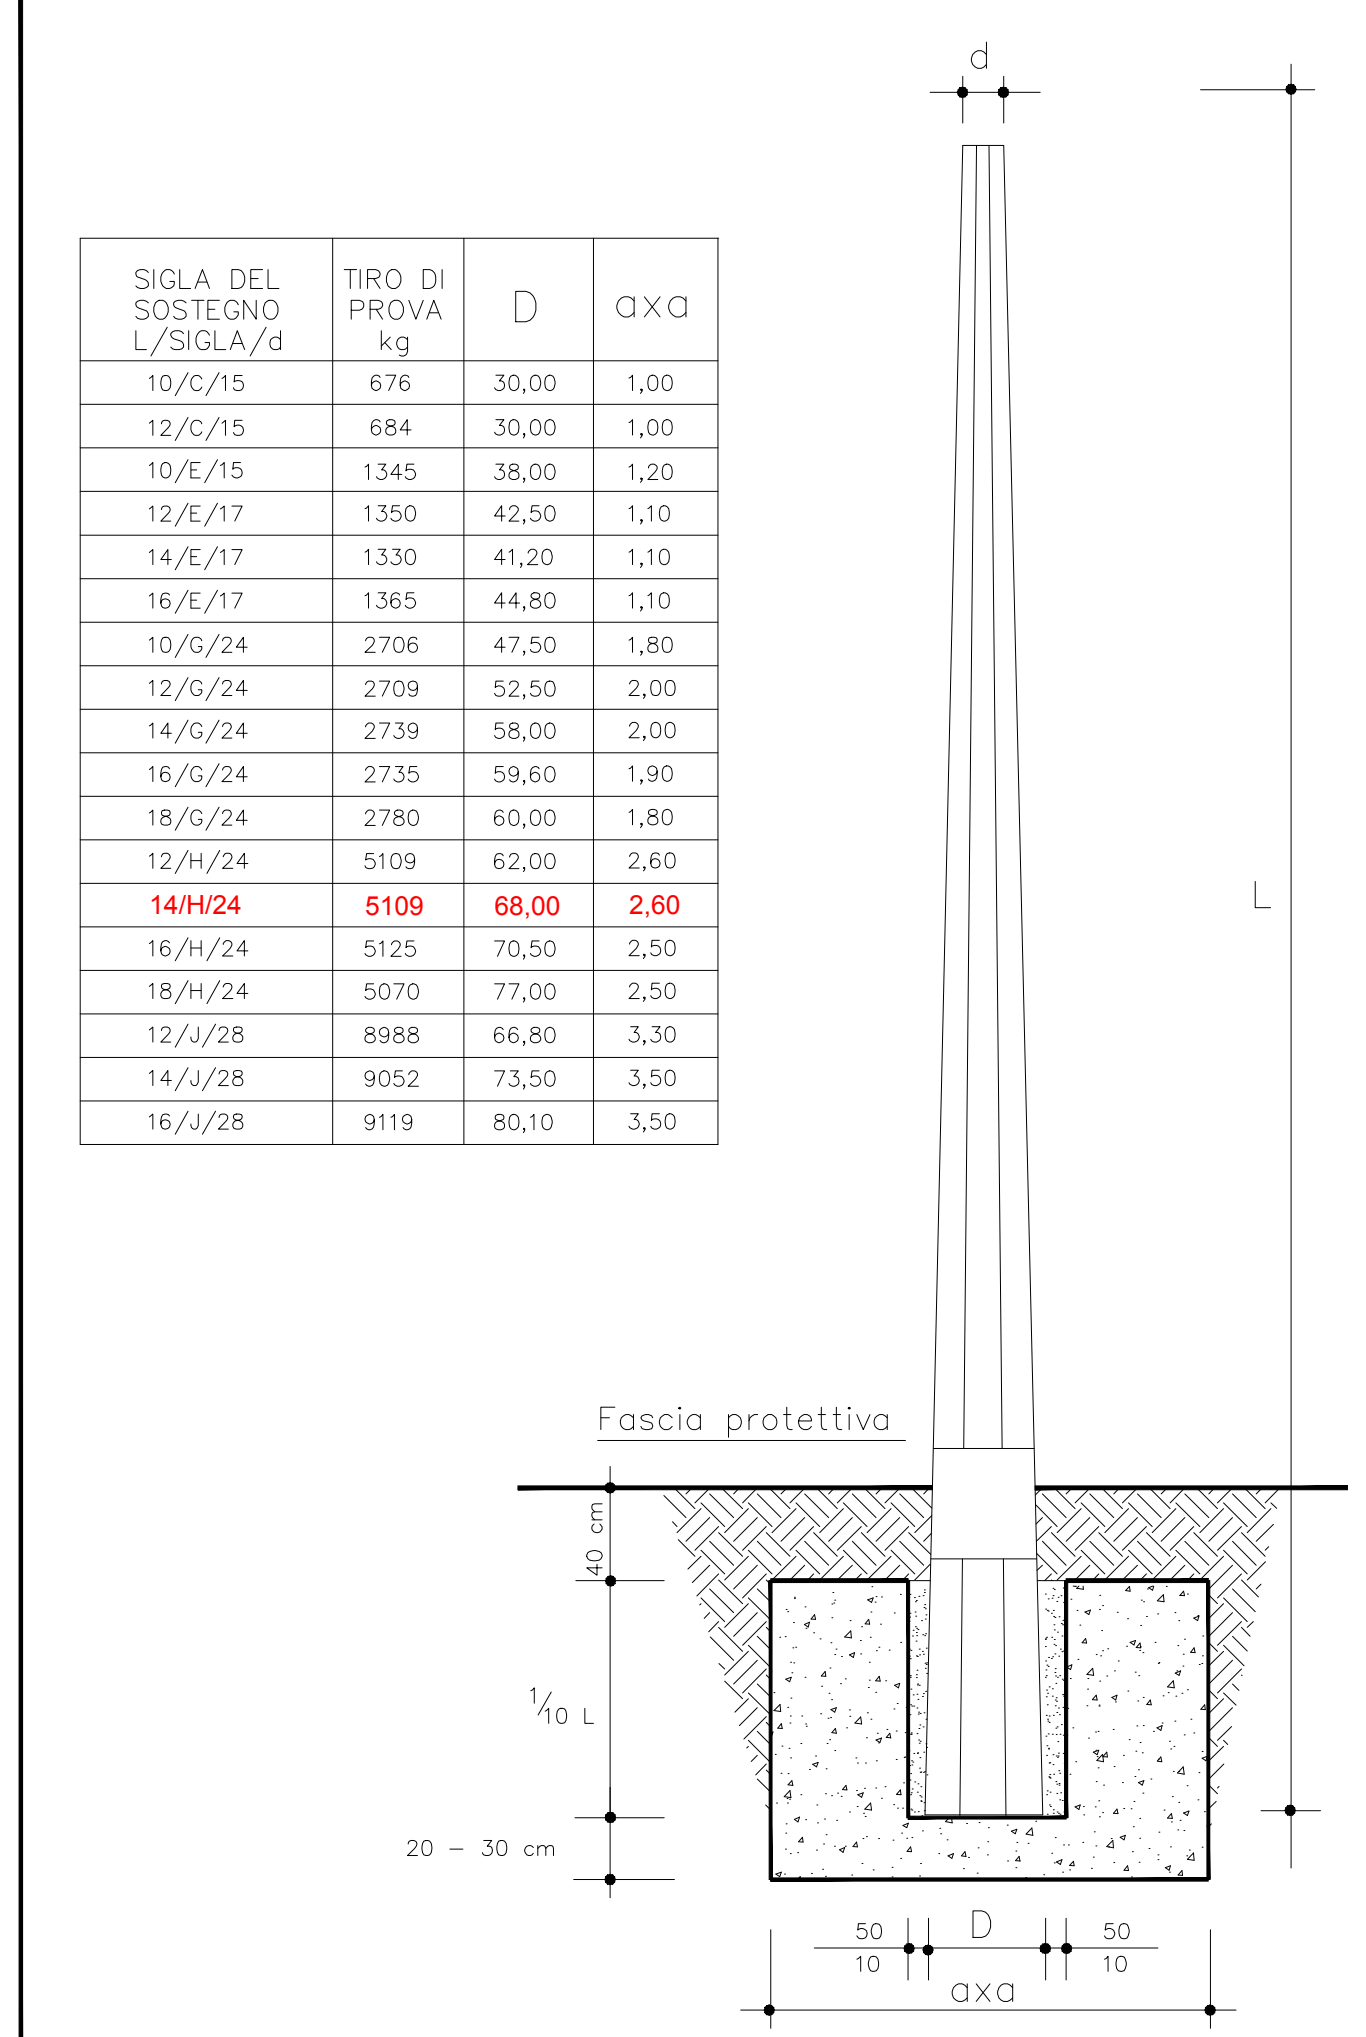 d
SIGLA DEL
SOSTEGNO
L/SIGLA/d
TIRO DI
PROVA
kg
D
axa
10/C/15 676 30,00 1,00
12/C/15 684 30,00 1,00
10/E/15 1345 38,00 1,20
12/E/17 1350 42,50 1,10
14/E/17 1330 41,20 1,10
16/E/17 1365 44,80 1,10
10/G/24 2706 47,50 1,80
12/G/24 2709 52,50 2,00
14/G/24 2739 58,00 2,00
16/G/24 2735 59,60 1,90
18/G/24 2780 60,00 1,80
12/H/24 5109 62,00 2,60
14/H/24 5109 68,00 2,60
16/H/24 5125 70,50 2,50
18/H/24 5070 77,00 2,50
12/J/28 8988 66,80 3,30
14/J/28 9052 73,50 3,50
16/J/28 9119 80,10 3,50
L
Fascia protettiva
40 cm
1/10 L
20 – 30 cm
50 D 50
10 10
axa